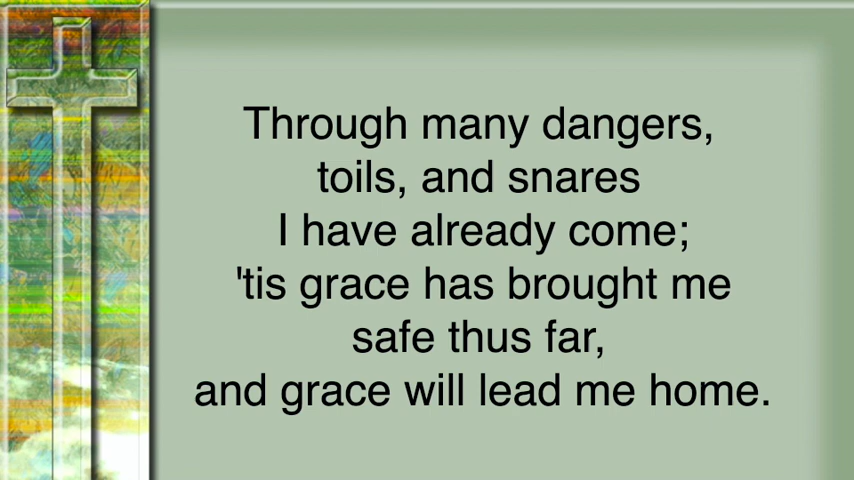 Through many dangers,
toils, and snares
I have already come;
'tis grace has brought me
safe thus far,
and grace will lead me home.